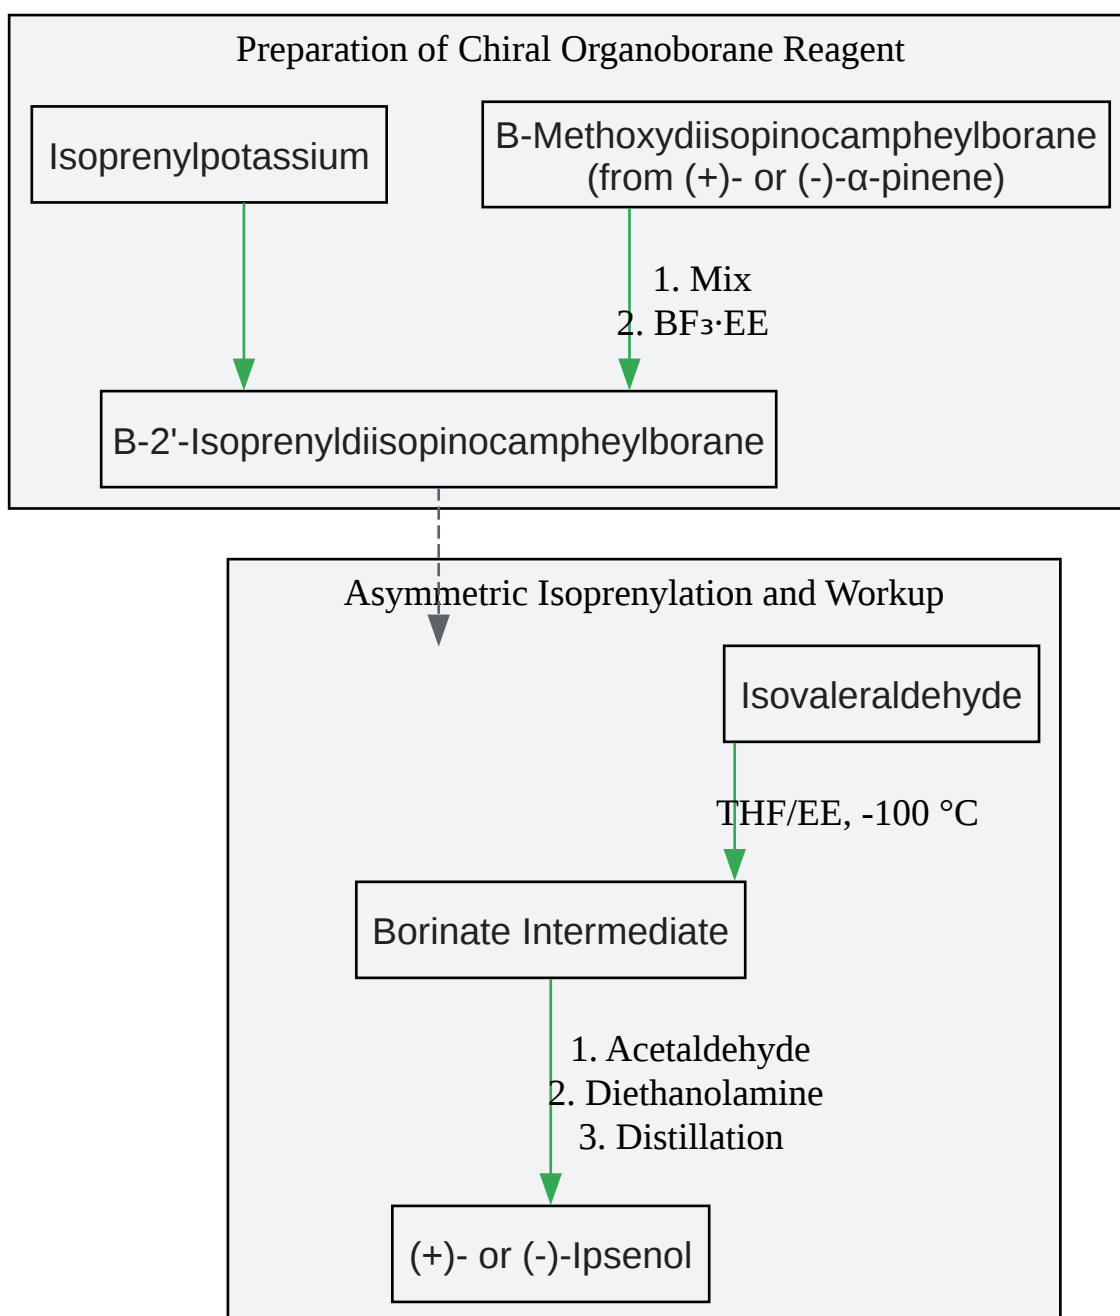 Preparation of Chiral Organoborane Reagent
Isoprenylpotassium
B-Methoxydiisopinocampheylborane
(from (+)- or (-)-α-pinene)
1. Mix
2. BF₃·EE
B-2'-Isoprenyldiisopinocampheylborane
Asymmetric Isoprenylation and Workup
Isovaleraldehyde
THF/EE, -100 °C
Borinate Intermediate
1. Acetaldehyde
2. Diethanolamine
3. Distillation
(+)- or (-)-Ipsenol